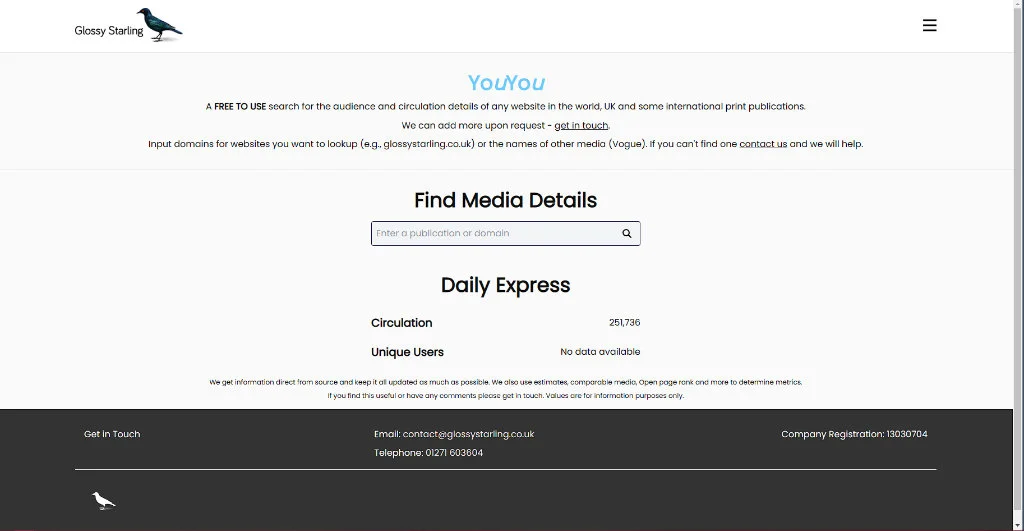 Glossy Starling
YouYou
A FREE TO USE search for the audience and circulation details of any website in the world, UK and some international print publications.
We can add more upon request - get in touch.
Input domains for websites you want to lookup (e.g., glossystarling.co.uk) or the names of other media (Vogue). If you can't find one contact us and we will help.
Find Media Details
Enter a publication or domain
Daily Express
Circulation 251,736
Unique Users No data available
We get information direct from source and keep it all updated as much as possible. We also use estimates, comparable media, Open page rank and more to determine metrics.
If you find this useful or have any comments please get in touch. Values are for information purposes only.
Get In Touch Email: contact@glossystarling.co.uk Company Registration: 13030704
Telephone: 01271 603604